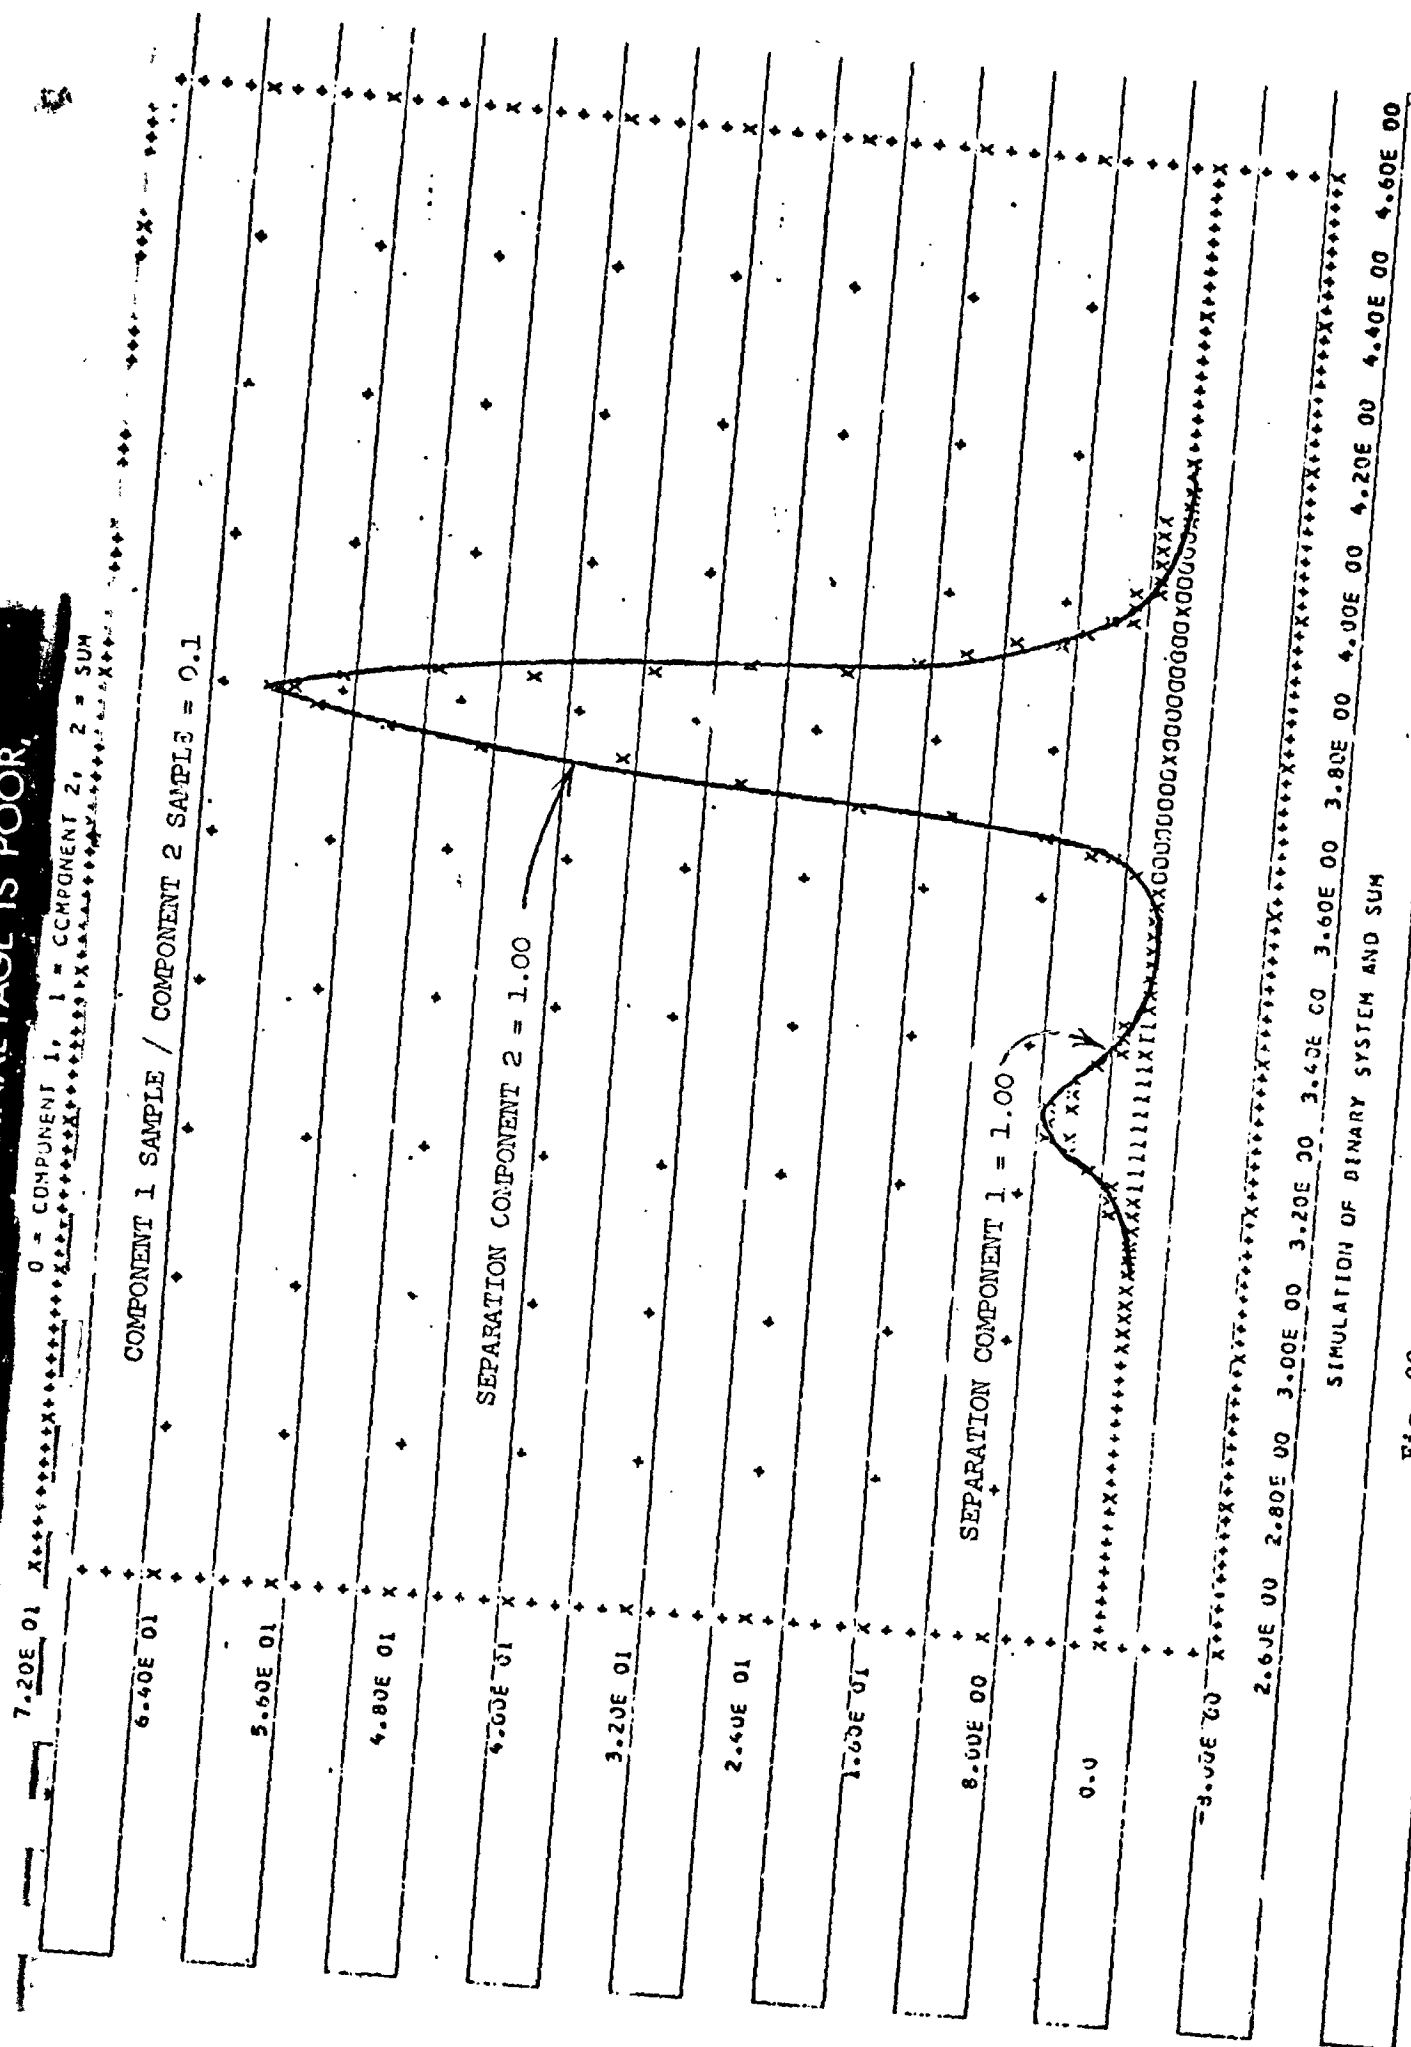 PAGE IS POOR,
0 = COMPONENT 1, 1 = COMPONENT 2, 2 = SUM
7.20E 01
COMPONENT 1 SAMPLE / COMPONENT 2 SAMPLE = 0.1
6.40E 01
5.60E 01
4.80E 01
SEPARATION COMPONENT 2 = 1.00
4.00E 01
3.20E 01
2.40E 01
1.60E 01
SEPARATION COMPONENT 1 = 1.00
8.00E 00
0.0
-8.00E 00
2.60E 00 2.80E 00 3.00E 00 3.20E 00 3.40E 00 3.60E 00 3.80E 00 4.00E 00 4.20E 00 4.40E 00 4.60E 00
SIMULATION OF BINARY SYSTEM AND SUM
Fig.